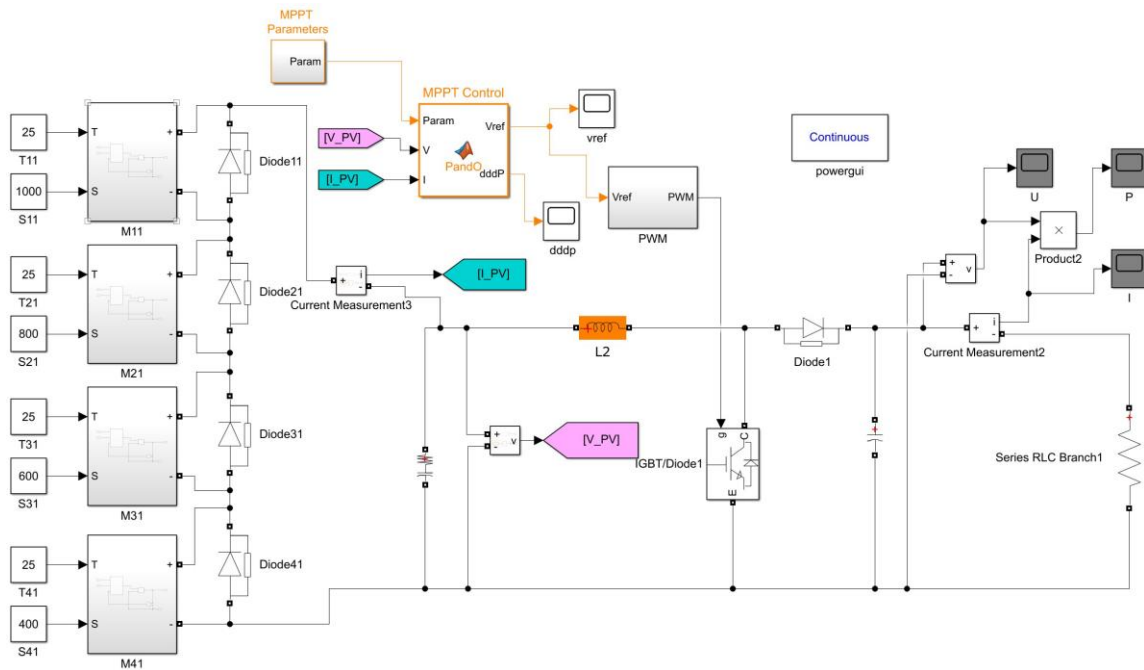 MPPT
Parameters
Param
MPPT Control
Param
V
I
PandO
Vref
dddP
[V_PV]
[I_PV]
vref
dddp
Vref
PWM
PWM
Continuous
powergui
U
P
×
Product2
I
+
-
v
25
T11
1000
S11
T
S
+
-
M11
Diode11
25
T21
800
S21
T
S
+
-
M21
Diode21
25
T31
600
S31
T
S
+
-
M31
Diode31
25
T41
400
S41
T
S
+
-
M41
Diode41
+
i
-
Current Measurement3
[I_PV]
L2
Diode1
+
-
v
[V_PV]
g
C
E
IGBT/Diode1
+
i
-
Current Measurement2
+
+
+
+
Series RLC Branch1